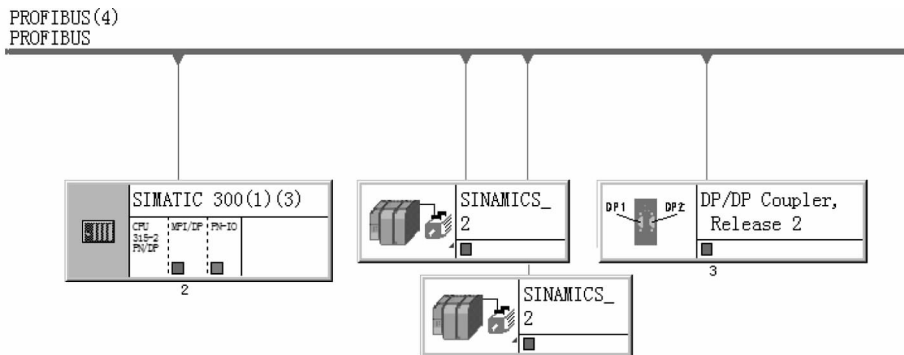 PROFIBUS(4)
PROFIBUS
SIMATIC 300(1)(3)
CPU
315-2
PN/DP
MPI/DP
PN-IO
2
SINAMICS_
2
DP1
DP2
DP/DP Coupler,
Release 2
3
SINAMICS_
2